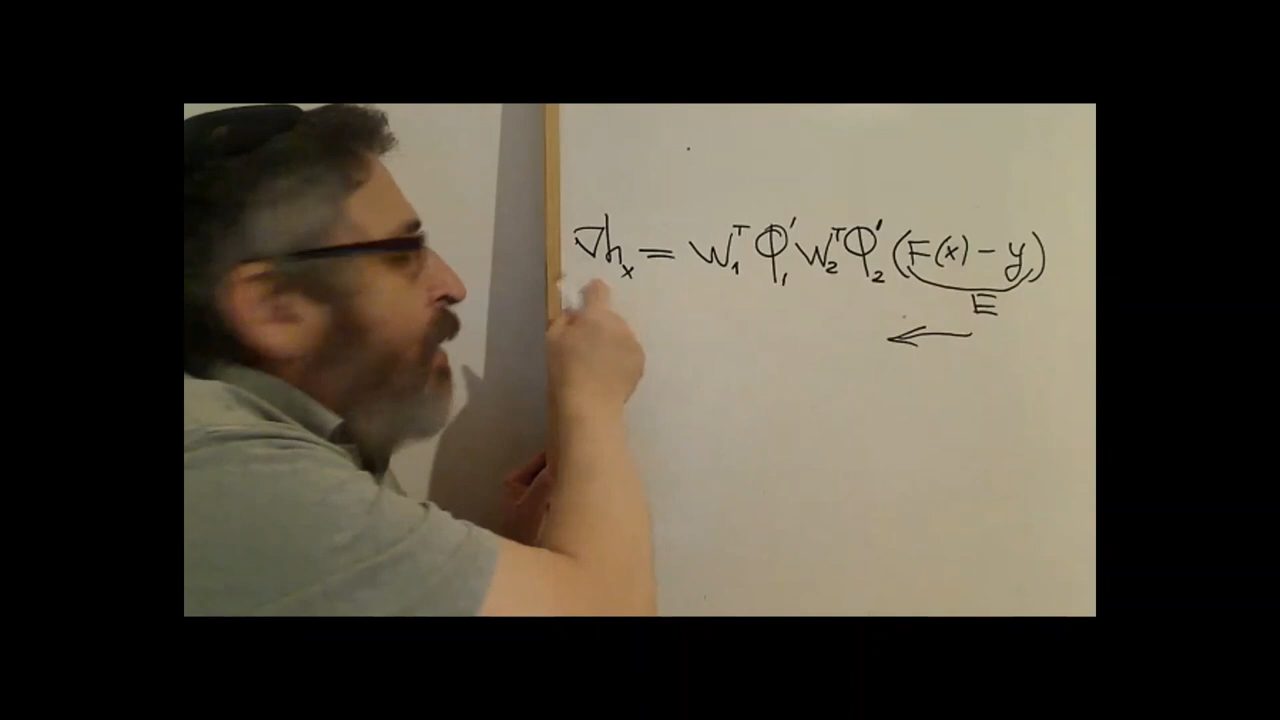 ∇h_x = W_1^T Φ_1' W_2^T Φ_2' (F(x) - y)
E